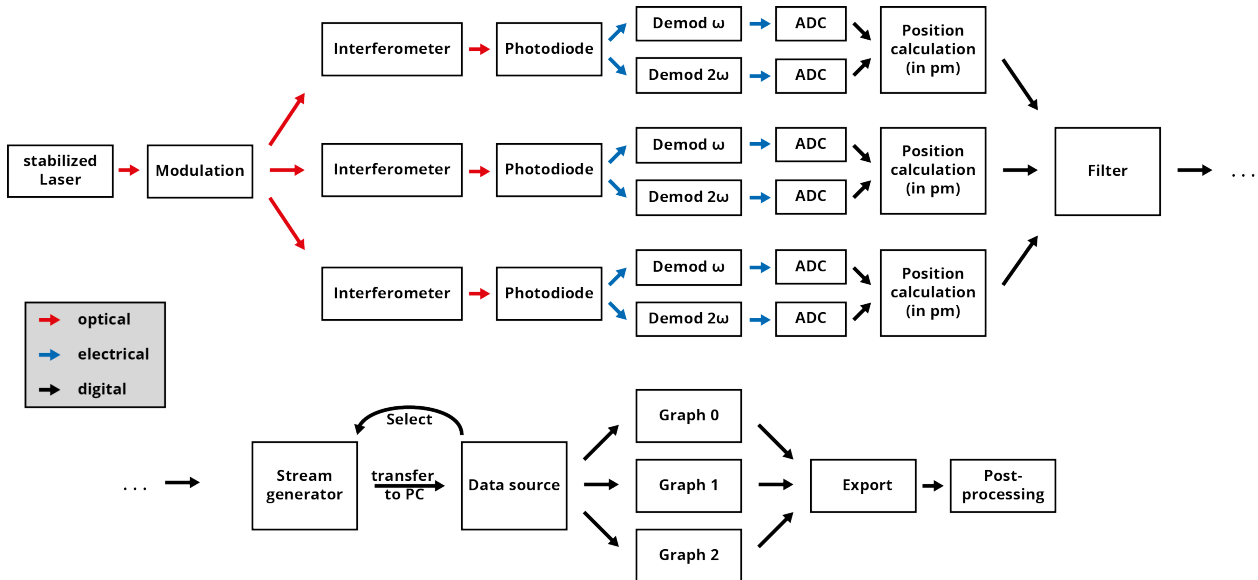 stabilized
Laser
Modulation
Interferometer
Photodiode
Demod ω
ADC
Demod 2ω
ADC
Position
calculation
(in pm)
Interferometer
Photodiode
Demod ω
ADC
Demod 2ω
ADC
Position
calculation
(in pm)
Interferometer
Photodiode
Demod ω
ADC
Demod 2ω
ADC
Position
calculation
(in pm)
Filter
...
optical
electrical
digital
...
Stream
generator
Select
transfer
to PC
Data source
Graph 0
Graph 1
Graph 2
Export
Post-
processing